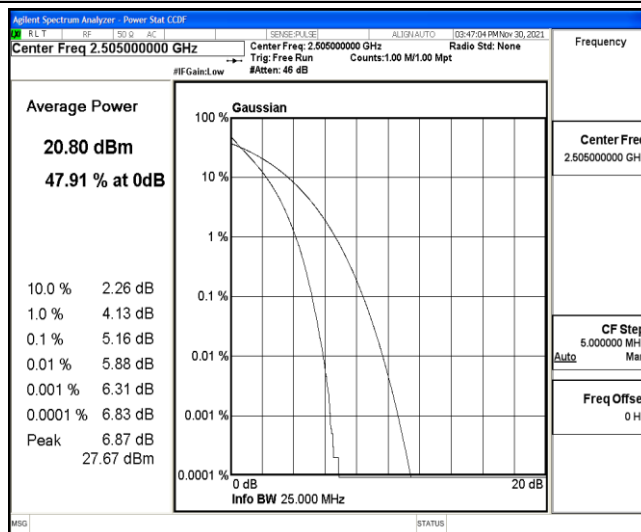 Agilent Spectrum Analyzer - Power Stat CCDF
RLT RF 50 Ω AC SENSE:PULSE ALIGNAUTO 03:47:04 PMNov 30, 2021
Center Freq 2.505000000 GHz
Center Freq: 2.505000000 GHz Radio Std: None
Trig: Free Run Counts:1.00 M/1.00 Mpt
#IFGain:Low #Atten: 46 dB
Frequency
Average Power
20.80 dBm
47.91 % at 0dB
10.0 % 2.26 dB
1.0 % 4.13 dB
0.1 % 5.16 dB
0.01 % 5.88 dB
0.001 % 6.31 dB
0.0001 % 6.83 dB
Peak 6.87 dB
27.67 dBm
Gaussian
100 %
10 %
1 %
0.1 %
0.01 %
0.001 %
0.0001 %
0 dB 20 dB
Info BW 25.000 MHz
Center Fre
2.505000000 GH
CF Step
5.000000 MH
Auto Ma
Freq Offse
0 H
MSG STATUS